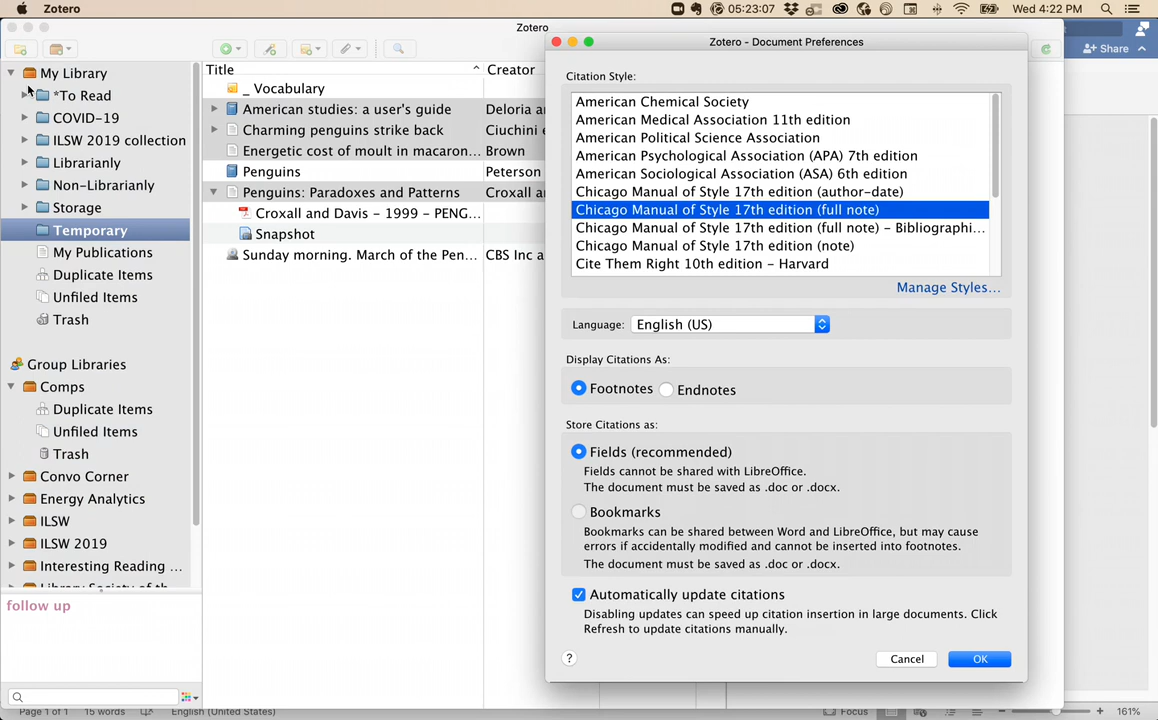 Zotero
05:23:07
Wed 4:22 PM
Zotero
Share
My Library
*To Read
COVID-19
ILSW 2019 collection
Librarianly
Non-Librarianly
Storage
Temporary
My Publications
Duplicate Items
Unfiled Items
Trash
Group Libraries
Comps
Duplicate Items
Unfiled Items
Trash
Convo Corner
Energy Analytics
ILSW
ILSW 2019
Interesting Reading ...
Library Society of th
follow up
Title
Creator
_ Vocabulary
American studies: a user's guide
Deloria an
Charming penguins strike back
Ciuchini e
Energetic cost of moult in macaron...
Brown
Penguins
Peterson
Penguins: Paradoxes and Patterns
Croxall an
Croxall and Davis - 1999 - PENG...
Snapshot
Sunday morning. March of the Pen...
CBS Inc a
Zotero - Document Preferences
Citation Style:
American Chemical Society
American Medical Association 11th edition
American Political Science Association
American Psychological Association (APA) 7th edition
American Sociological Association (ASA) 6th edition
Chicago Manual of Style 17th edition (author-date)
Chicago Manual of Style 17th edition (full note)
Chicago Manual of Style 17th edition (full note) - Bibliographi...
Chicago Manual of Style 17th edition (note)
Cite Them Right 10th edition - Harvard
Manage Styles...
Language: English (US)
Display Citations As:
Footnotes Endnotes
Store Citations as:
Fields (recommended)
Fields cannot be shared with LibreOffice.
The document must be saved as .doc or .docx.
Bookmarks
Bookmarks can be shared between Word and LibreOffice, but may cause
errors if accidentally modified and cannot be inserted into footnotes.
The document must be saved as .doc or .docx.
Automatically update citations
Disabling updates can speed up citation insertion in large documents. Click
Refresh to update citations manually.
?
Cancel
OK
Page 1 of 1
15 words
English (United States)
Focus
161%